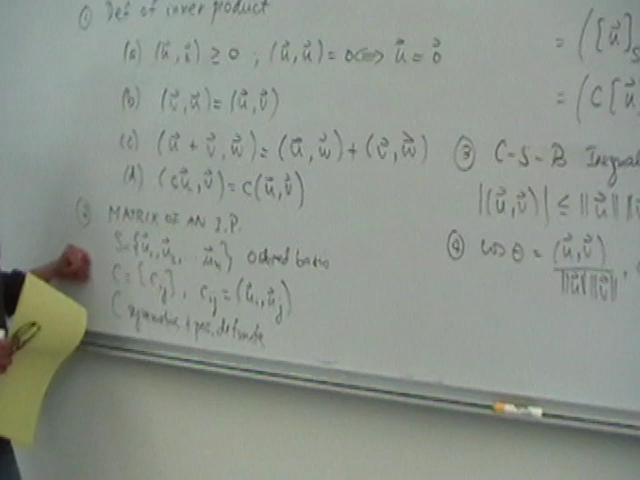 ① Def of inner product
(a) (u⃗, u⃗) ≥ 0 ; (u⃗, u⃗) = 0 ⟺ u⃗ = 0⃗
(b) (v⃗, u⃗) = (u⃗, v⃗)
(c) (u⃗ + v⃗, w⃗) = (u⃗, w⃗) + (v⃗, w⃗)
(d) (cu⃗, v⃗) = c(u⃗, v⃗)
② MATRIX OF AN I.P.
S = {u⃗₁, u⃗₂, ... u⃗ₙ} ordered basis
C = [cᵢⱼ], cᵢⱼ = (u⃗ᵢ, u⃗ⱼ)
C symmetric + pos. definite
= ([u⃗]S
= (C[u⃗
③ C-S-B Inequal
|(u⃗, v⃗)| ≤ ||u⃗|| ||v⃗
④ cos θ = (u⃗, v⃗) / ||u⃗|| ||v⃗|| ,